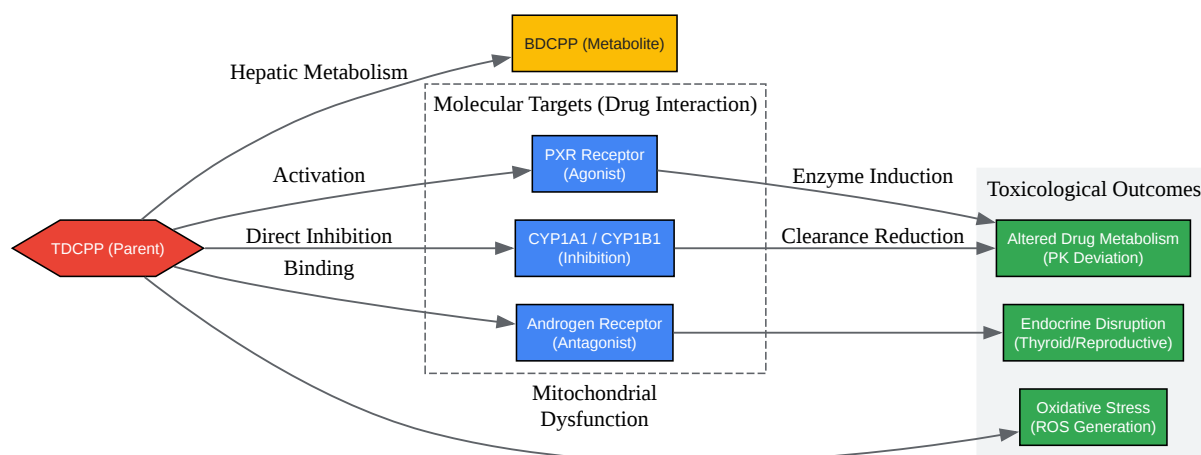 BDCPP (Metabolite)
Hepatic Metabolism
Molecular Targets (Drug Interaction)
PXR Receptor
(Agonist)
Activation
Enzyme Induction
Toxicological Outcomes
TDCPP (Parent)
Direct Inhibition
CYP1A1 / CYP1B1
(Inhibition)
Clearance Reduction
Altered Drug Metabolism
(PK Deviation)
Binding
Androgen Receptor
(Antagonist)
Endocrine Disruption
(Thyroid/Reproductive)
Mitochondrial
Dysfunction
Oxidative Stress
(ROS Generation)